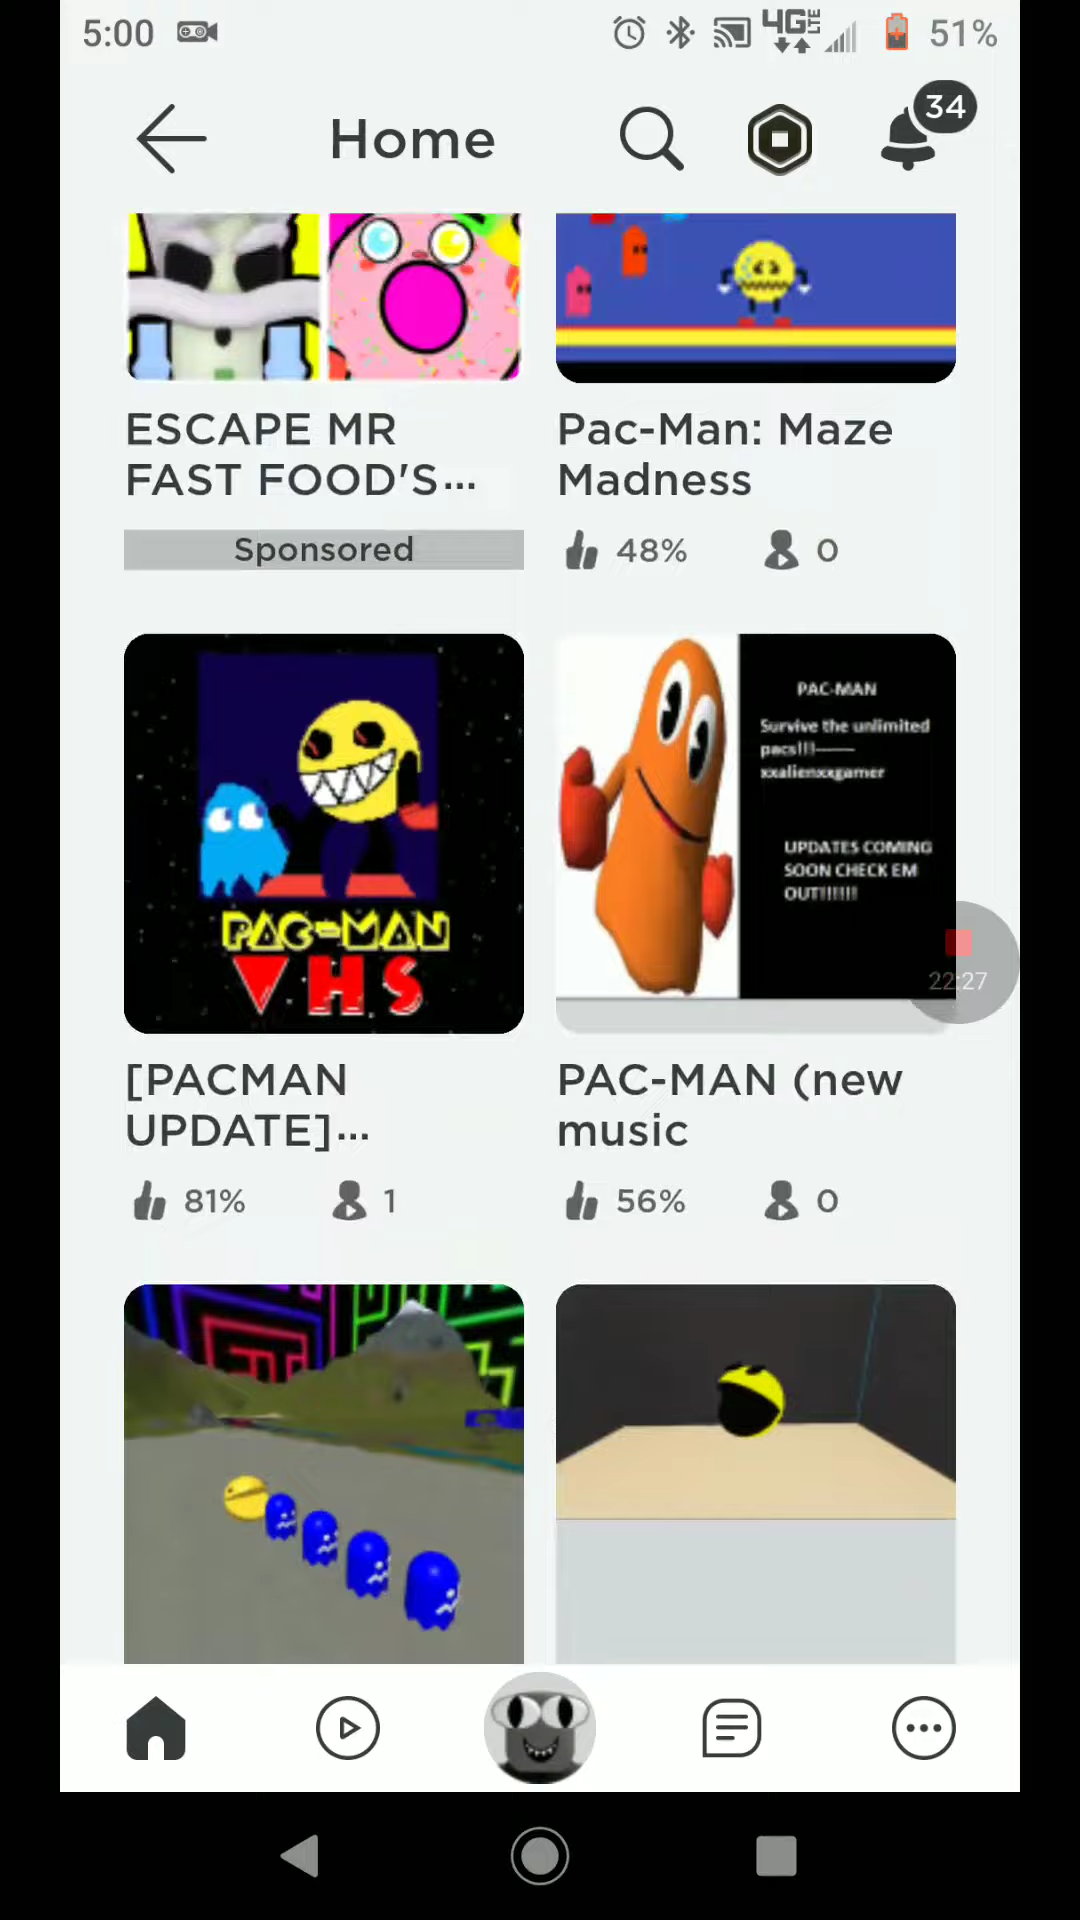 5:00
4G LTE
51%
Home
34
ESCAPE MR
FAST FOOD'S...
Sponsored
Pac-Man: Maze
Madness
48%
0
PAC-MAN
VHS
PAC-MAN
Survive the unlimited
pacs!!!------
xxalienxxgamer
UPDATES COMING
SOON CHECK EM
OUT!!!!!!!
22:27
[PACMAN
UPDATE]...
81%
1
PAC-MAN (new
music
56%
0